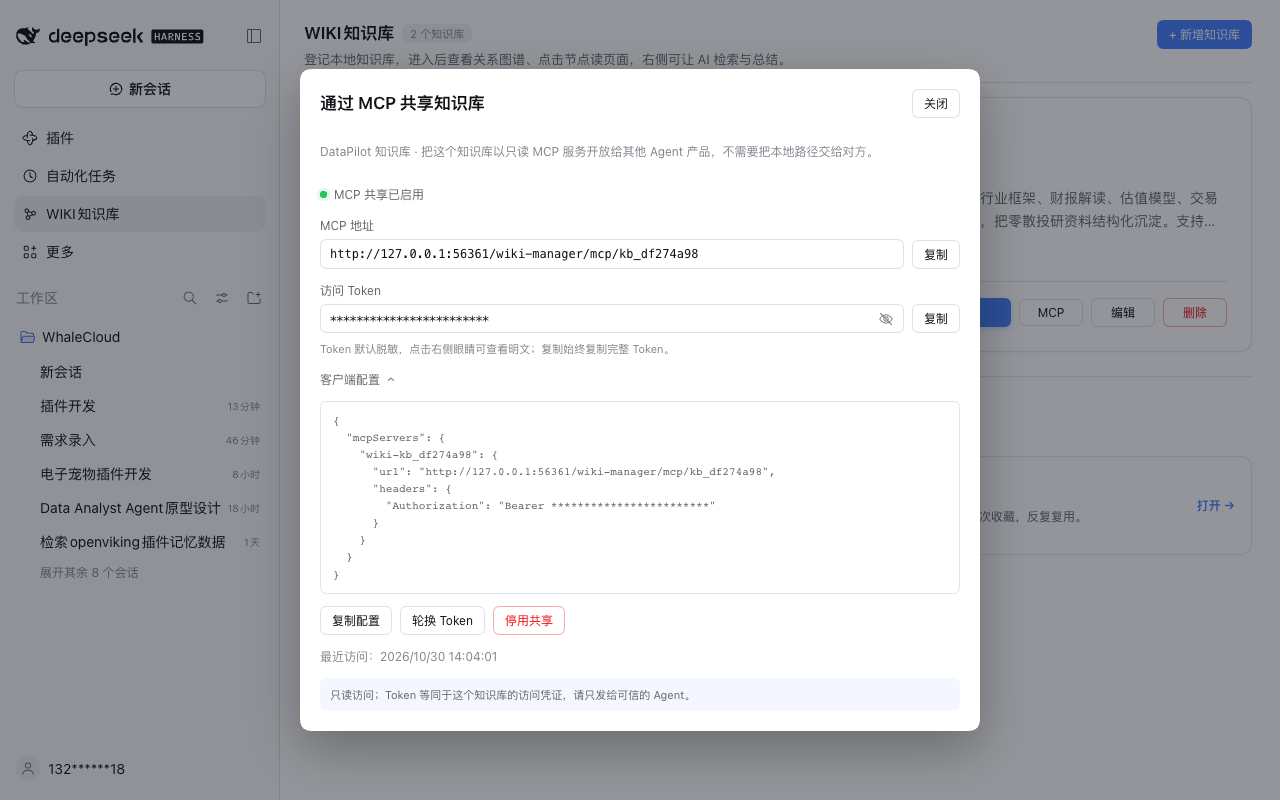 deepseek HARNESS
新会话
插件
自动化任务
WIKI知识库
更多
工作区
WhaleCloud
新会话
插件开发 13分钟
需求录入 46分钟
电子宠物插件开发 8小时
Data Analyst Agent原型设计 18小时
检索openviking插件记忆数据 1天
展开其余 8 个会话
132******18
WIKI知识库 2 个知识库
+ 新增知识库
登记本地知识库，进入后查看关系图谱、点击节点读页面，右侧可让 AI 检索与总结。
行业框架、财报解读、估值模型、交易
，把零散投研资料结构化沉淀。支持...
MCP 编辑 删除
次收藏，反复复用。
打开 →
通过 MCP 共享知识库
关闭
DataPilot 知识库 · 把这个知识库以只读 MCP 服务开放给其他 Agent 产品，不需要把本地路径交给对方。
MCP 共享已启用
MCP 地址
http://127.0.0.1:56361/wiki-manager/mcp/kb_df274a98 复制
访问 Token
************************ 复制
Token 默认脱敏，点击右侧眼睛可查看明文；复制始终复制完整 Token。
客户端配置
{
"mcpServers": {
"wiki-kb_df274a98": {
"url": "http://127.0.0.1:56361/wiki-manager/mcp/kb_df274a98",
"headers": {
"Authorization": "Bearer ************************"
}
}
}
}
复制配置 轮换 Token 停用共享
最近访问：2026/10/30 14:04:01
只读访问；Token 等同于这个知识库的访问凭证，请只发给可信的 Agent。